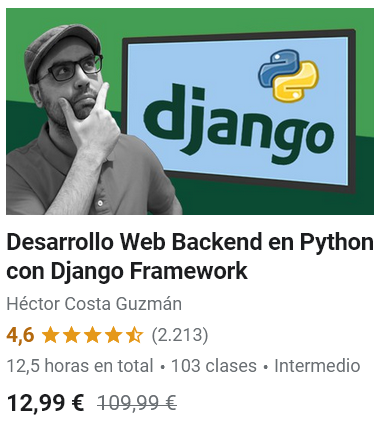 django
Desarrollo Web Backend en Python
con Django Framework
Héctor Costa Guzmán
4,6 (2.213)
12,5 horas en total • 103 clases • Intermedio
12,99 € 109,99 €